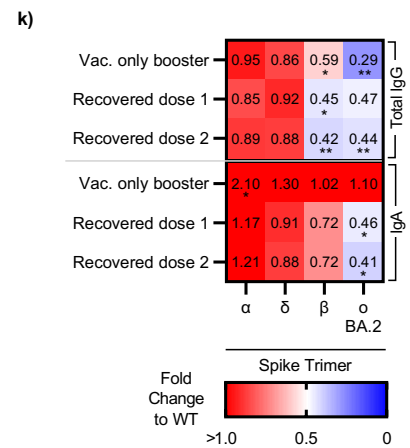 k)
Vac. only booster 0.95 0.86 0.59 0.29
* **
Recovered dose 1 0.85 0.92 0.45 0.47
*
Recovered dose 2 0.89 0.88 0.42 0.44
** **
Total IgG
Vac. only booster 2.10 1.30 1.02 1.10
*
Recovered dose 1 1.17 0.91 0.72 0.46
*
Recovered dose 2 1.21 0.88 0.72 0.41
*
IgA
α δ β ο
BA.2
Spike Trimer
Fold
Change
to WT
>1.0 0.5 0